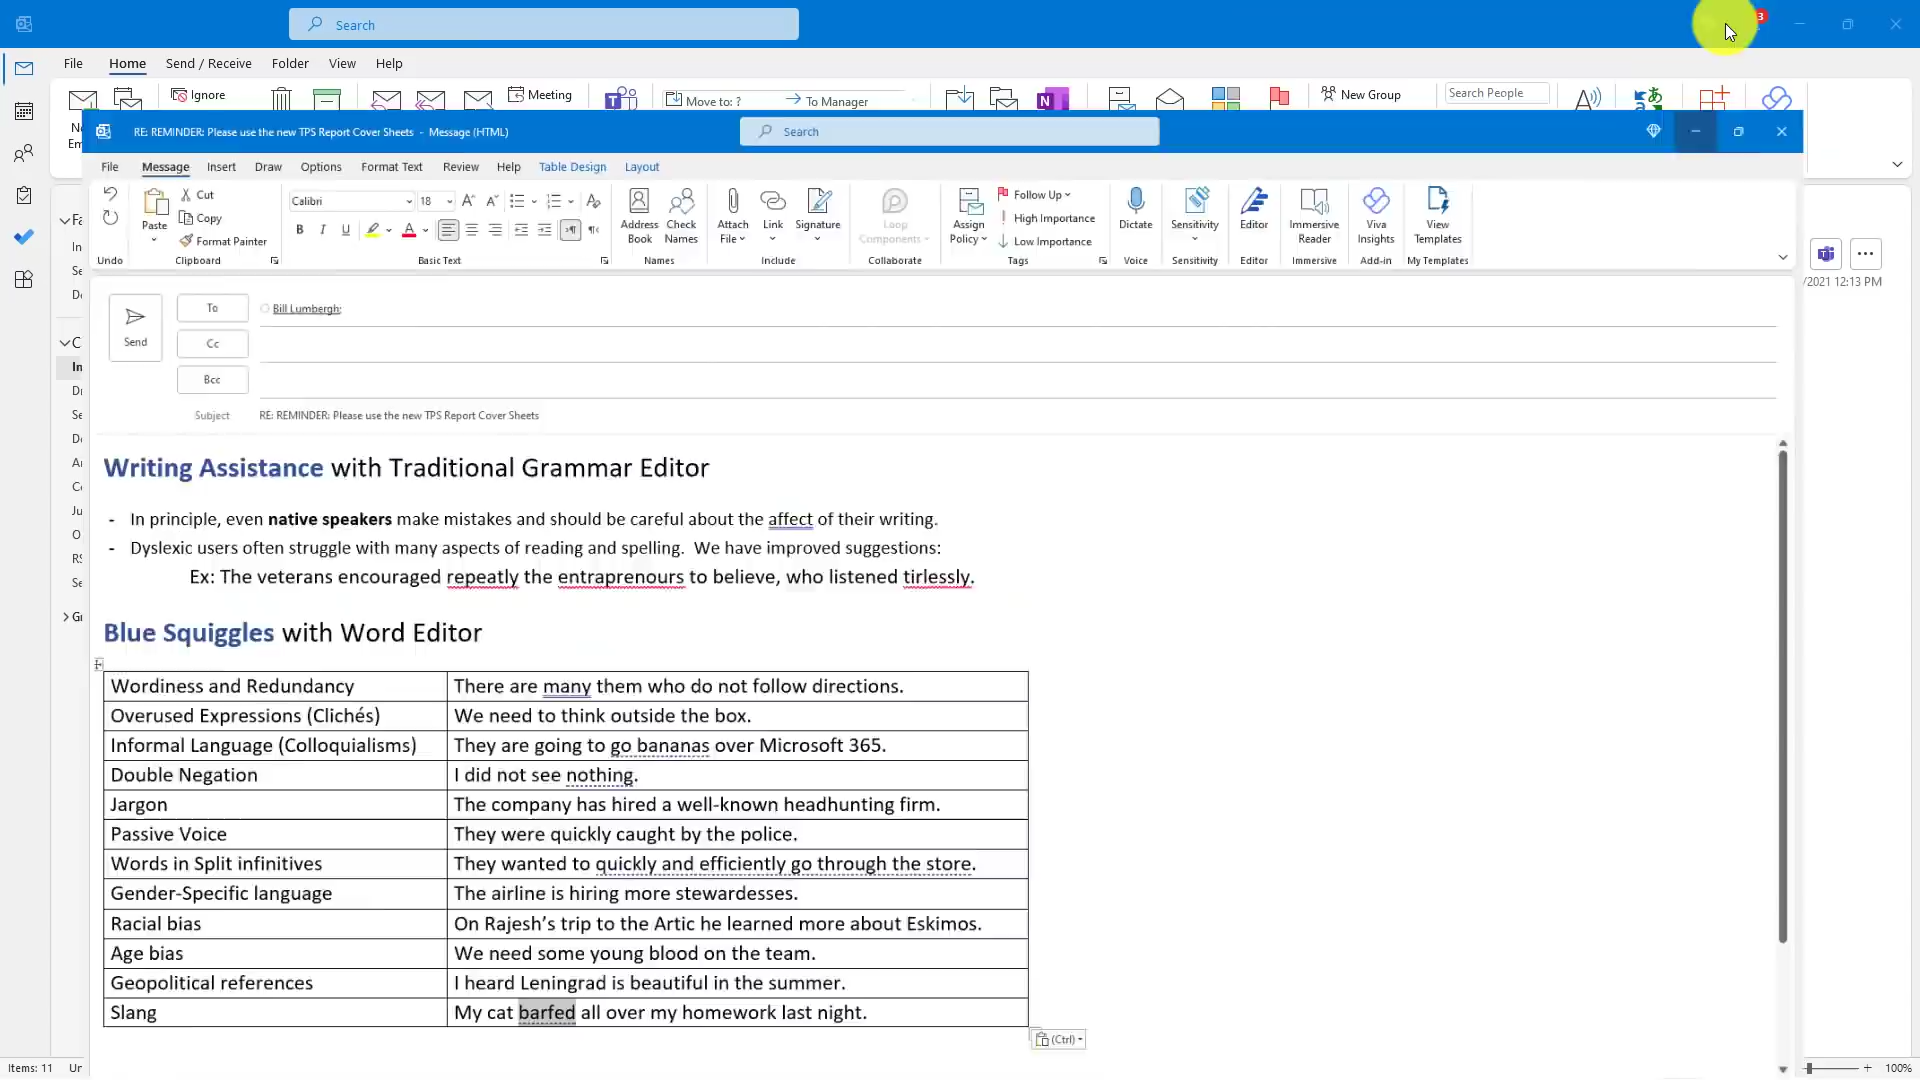 Search
3
File Home Send / Receive Folder View Help
Ignore Meeting Move to: ? To Manager New Group Search People
RE: REMINDER: Please use the new TPS Report Cover Sheets - Message (HTML) Search
File Message Insert Draw Options Format Text Review Help Table Design Layout
Undo
Paste Cut Copy Format Painter
Clipboard
Calibri 18
B I U
Basic Text
Address Book Check Names
Names
Attach File Link Signature
Include
Loop Components
Collaborate
Assign Policy Follow Up High Importance Low Importance
Tags
Dictate
Voice
Sensitivity
Sensitivity
Editor
Editor
Immersive Reader
Immersive
Viva Insights
Add-in
View Templates
My Templates
/2021 12:13 PM
Send
To Bill Lumbergh;
Cc
Bcc
Subject RE: REMINDER: Please use the new TPS Report Cover Sheets
Writing Assistance with Traditional Grammar Editor
- In principle, even native speakers make mistakes and should be careful about the affect of their writing.
- Dyslexic users often struggle with many aspects of reading and spelling. We have improved suggestions:
Ex: The veterans encouraged repeatly the entraprenours to believe, who listened tirlessly.
Blue Squiggles with Word Editor
Wordiness and Redundancy There are many them who do not follow directions.
Overused Expressions (Clichés) We need to think outside the box.
Informal Language (Colloquialisms) They are going to go bananas over Microsoft 365.
Double Negation I did not see nothing.
Jargon The company has hired a well-known headhunting firm.
Passive Voice They were quickly caught by the police.
Words in Split infinitives They wanted to quickly and efficiently go through the store.
Gender-Specific language The airline is hiring more stewardesses.
Racial bias On Rajesh’s trip to the Artic he learned more about Eskimos.
Age bias We need some young blood on the team.
Geopolitical references I heard Leningrad is beautiful in the summer.
Slang My cat barfed all over my homework last night.
(Ctrl)
Items: 11 100%